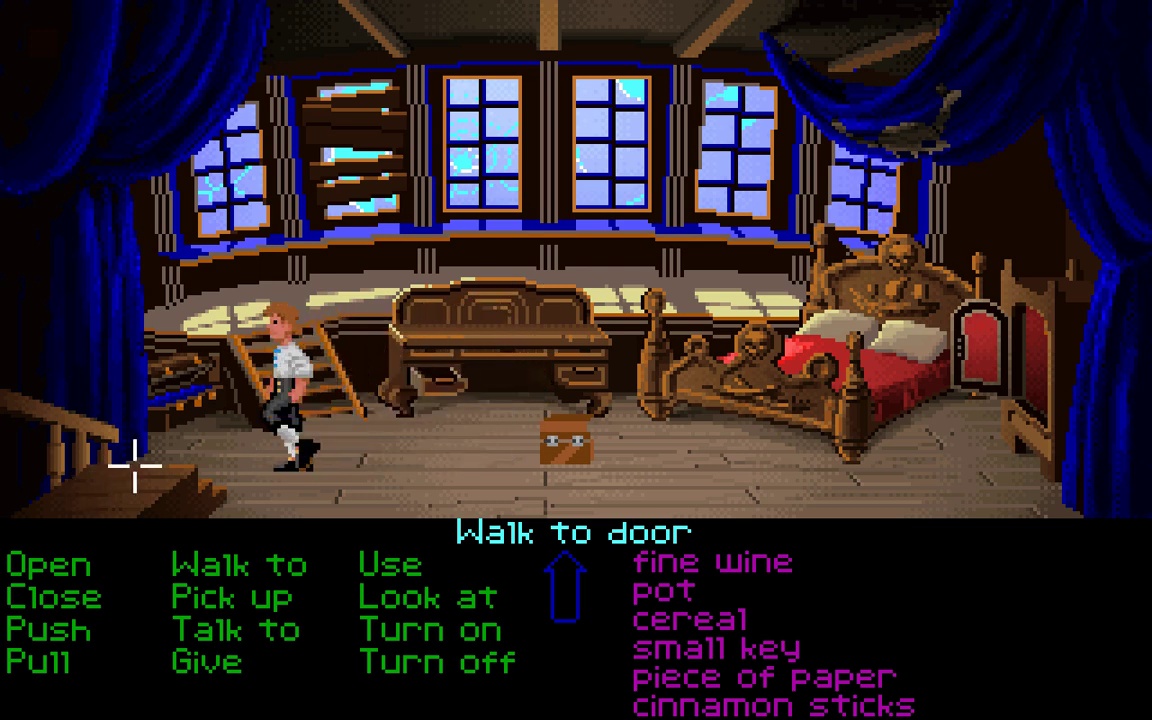 Walk to door
Open Walk to Use
Close Pick up Look at
Push Talk to Turn on
Pull Give Turn off
fine wine
pot
cereal
small key
piece of paper
cinnamon sticks